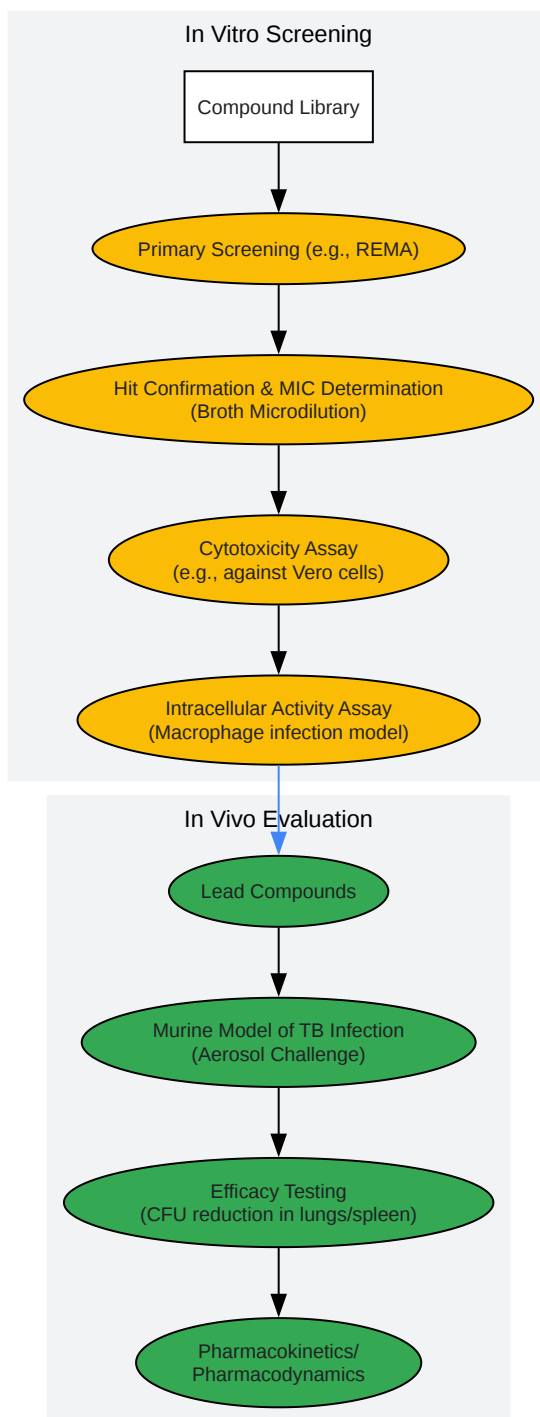 In Vitro Screening
Compound Library
Primary Screening (e.g., REMA)
Hit Confirmation & MIC Determination
(Broth Microdilution)
Cytotoxicity Assay
(e.g., against Vero cells)
Intracellular Activity Assay
(Macrophage infection model)
In Vivo Evaluation
Lead Compounds
Murine Model of TB Infection
(Aerosol Challenge)
Efficacy Testing
(CFU reduction in lungs/spleen)
Pharmacokinetics/
Pharmacodynamics